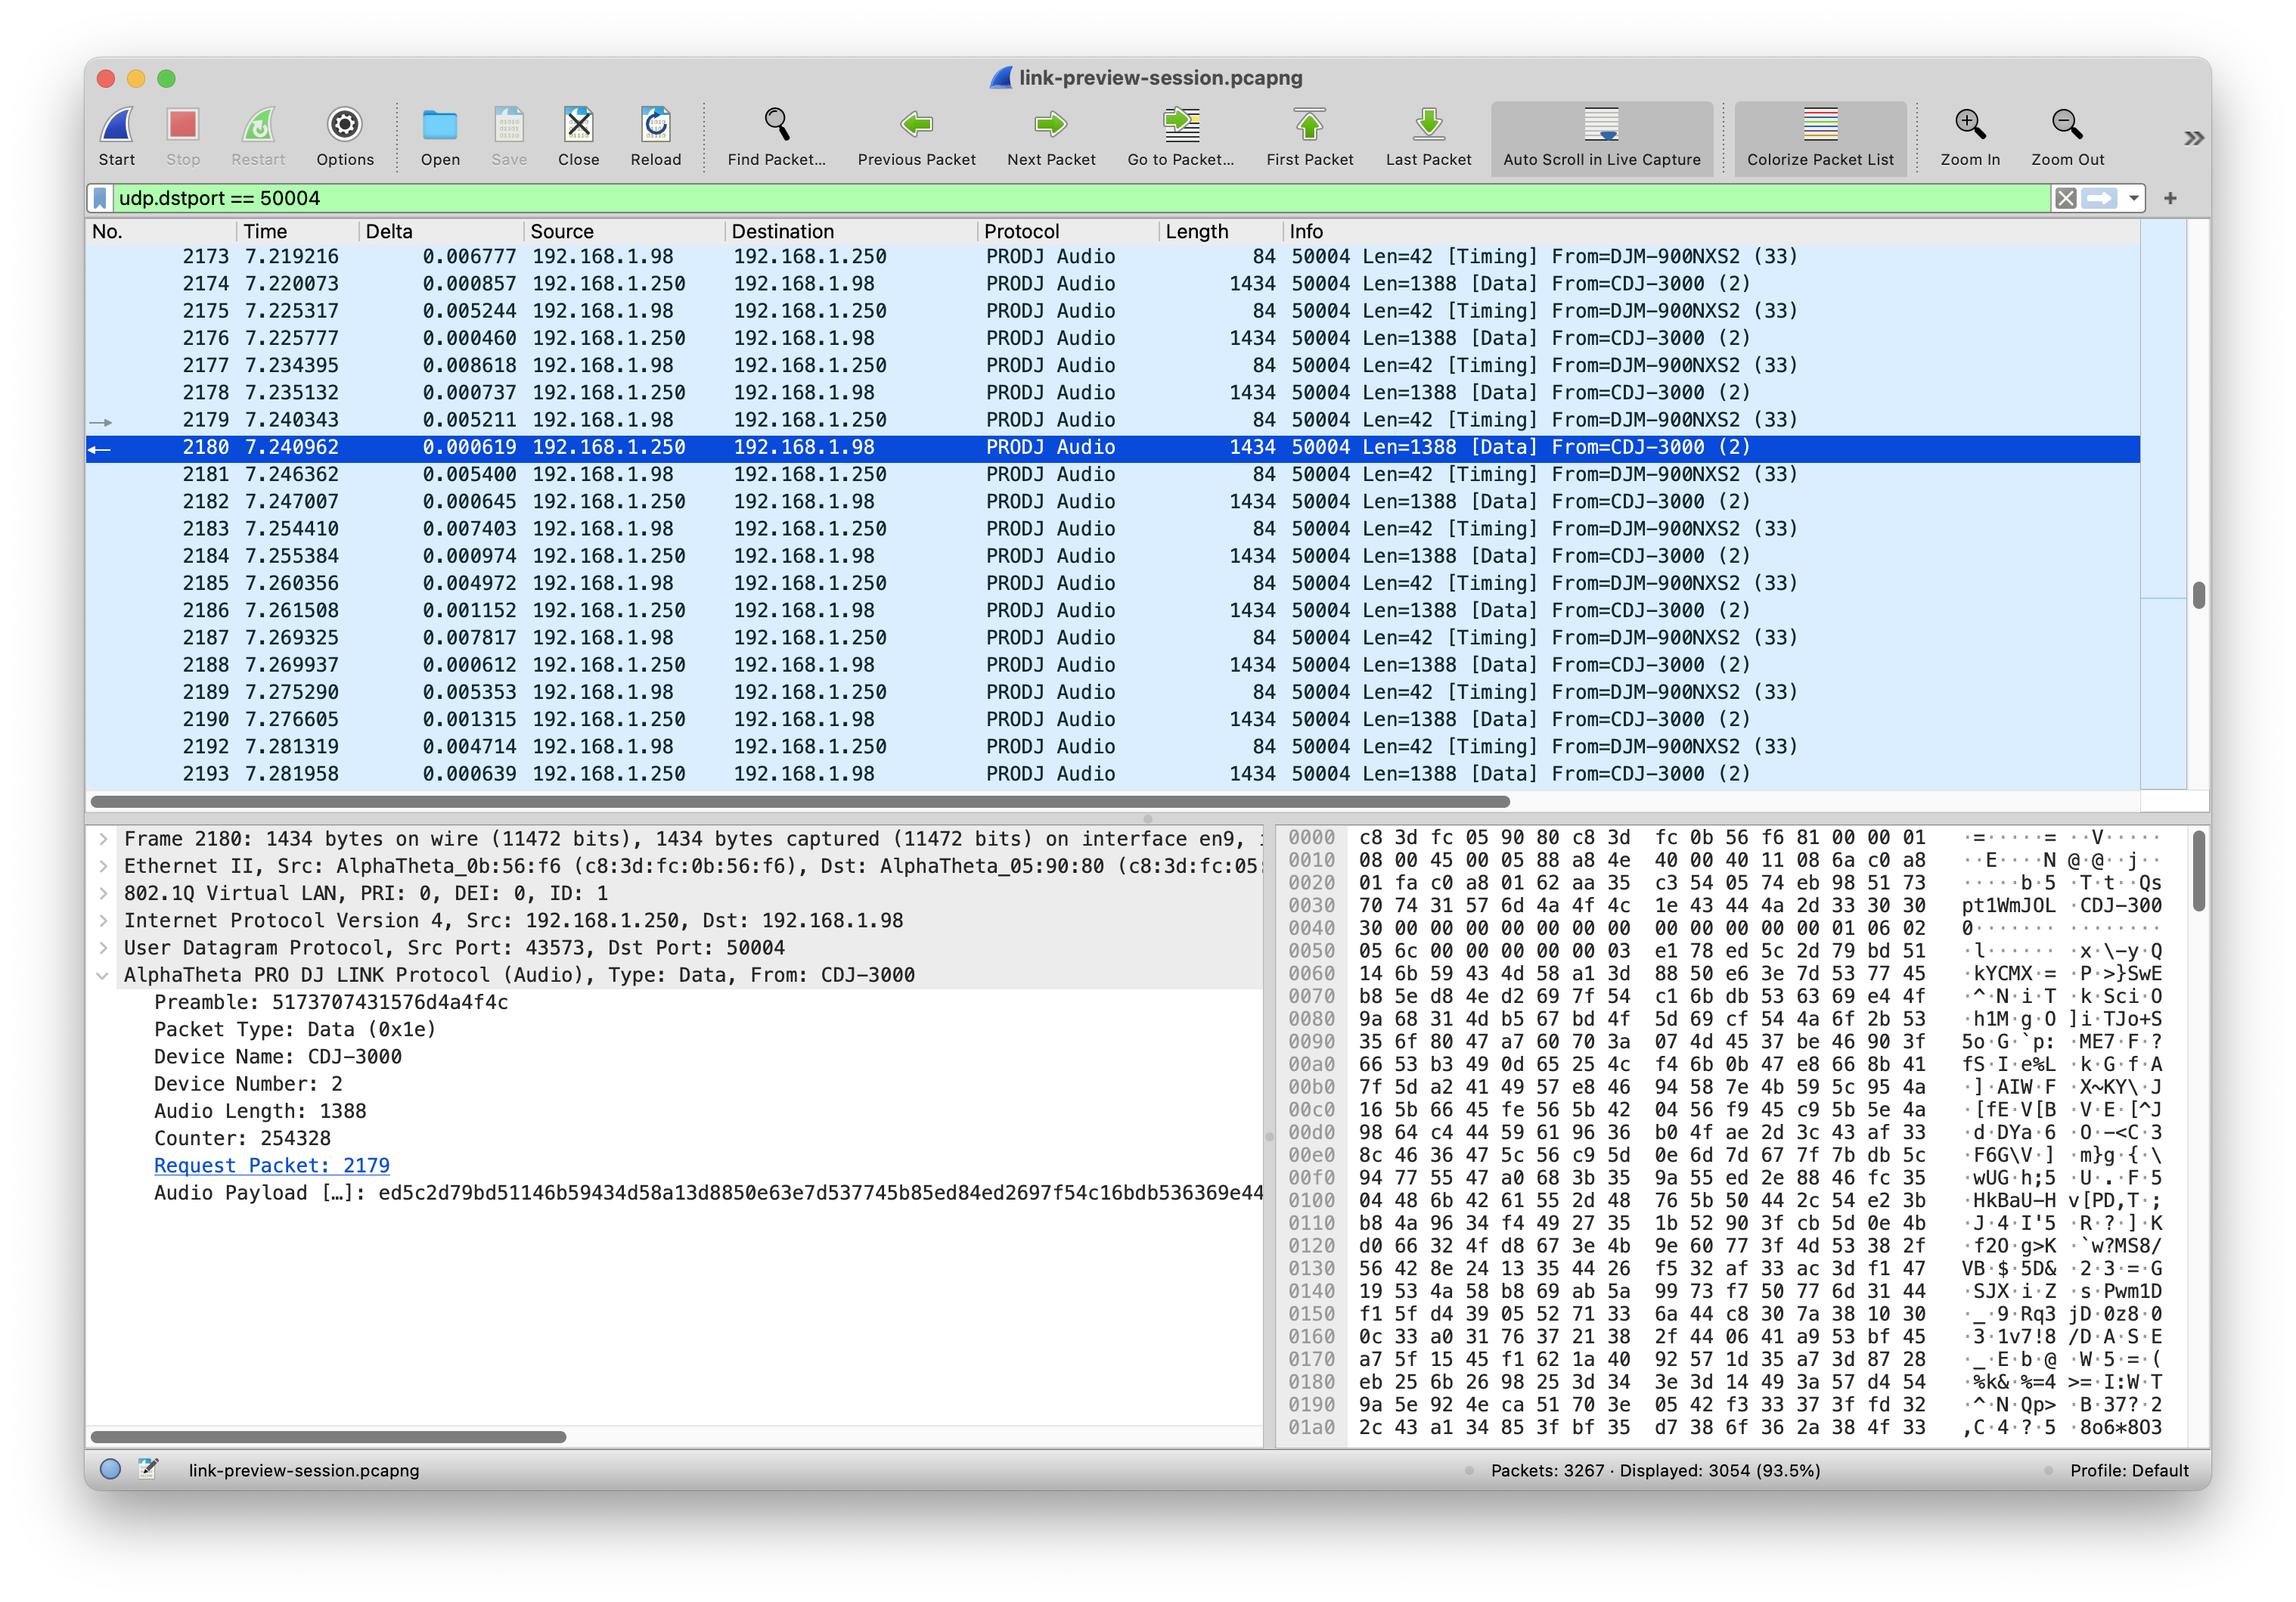 link-preview-session.pcapng
Start Stop Restart Options Open Save Close Reload Find Packet... Previous Packet Next Packet Go to Packet... First Packet Last Packet Auto Scroll in Live Capture Colorize Packet List Zoom In Zoom Out
udp.dstport == 50004
No. Time Delta Source Destination Protocol Length Info
2173 7.219216 0.006777 192.168.1.98 192.168.1.250 PRODJ Audio 84 50004 Len=42 [Timing] From=DJM-900NXS2 (33)
2174 7.220073 0.000857 192.168.1.250 192.168.1.98 PRODJ Audio 1434 50004 Len=1388 [Data] From=CDJ-3000 (2)
2175 7.225317 0.005244 192.168.1.98 192.168.1.250 PRODJ Audio 84 50004 Len=42 [Timing] From=DJM-900NXS2 (33)
2176 7.225777 0.000460 192.168.1.250 192.168.1.98 PRODJ Audio 1434 50004 Len=1388 [Data] From=CDJ-3000 (2)
2177 7.234395 0.008618 192.168.1.98 192.168.1.250 PRODJ Audio 84 50004 Len=42 [Timing] From=DJM-900NXS2 (33)
2178 7.235132 0.000737 192.168.1.250 192.168.1.98 PRODJ Audio 1434 50004 Len=1388 [Data] From=CDJ-3000 (2)
2179 7.240343 0.005211 192.168.1.98 192.168.1.250 PRODJ Audio 84 50004 Len=42 [Timing] From=DJM-900NXS2 (33)
2180 7.240962 0.000619 192.168.1.250 192.168.1.98 PRODJ Audio 1434 50004 Len=1388 [Data] From=CDJ-3000 (2)
2181 7.246362 0.005400 192.168.1.98 192.168.1.250 PRODJ Audio 84 50004 Len=42 [Timing] From=DJM-900NXS2 (33)
2182 7.247007 0.000645 192.168.1.250 192.168.1.98 PRODJ Audio 1434 50004 Len=1388 [Data] From=CDJ-3000 (2)
2183 7.254410 0.007403 192.168.1.98 192.168.1.250 PRODJ Audio 84 50004 Len=42 [Timing] From=DJM-900NXS2 (33)
2184 7.255384 0.000974 192.168.1.250 192.168.1.98 PRODJ Audio 1434 50004 Len=1388 [Data] From=CDJ-3000 (2)
2185 7.260356 0.004972 192.168.1.98 192.168.1.250 PRODJ Audio 84 50004 Len=42 [Timing] From=DJM-900NXS2 (33)
2186 7.261508 0.001152 192.168.1.250 192.168.1.98 PRODJ Audio 1434 50004 Len=1388 [Data] From=CDJ-3000 (2)
2187 7.269325 0.007817 192.168.1.98 192.168.1.250 PRODJ Audio 84 50004 Len=42 [Timing] From=DJM-900NXS2 (33)
2188 7.269937 0.000612 192.168.1.250 192.168.1.98 PRODJ Audio 1434 50004 Len=1388 [Data] From=CDJ-3000 (2)
2189 7.275290 0.005353 192.168.1.98 192.168.1.250 PRODJ Audio 84 50004 Len=42 [Timing] From=DJM-900NXS2 (33)
2190 7.276605 0.001315 192.168.1.250 192.168.1.98 PRODJ Audio 1434 50004 Len=1388 [Data] From=CDJ-3000 (2)
2192 7.281319 0.004714 192.168.1.98 192.168.1.250 PRODJ Audio 84 50004 Len=42 [Timing] From=DJM-900NXS2 (33)
2193 7.281958 0.000639 192.168.1.250 192.168.1.98 PRODJ Audio 1434 50004 Len=1388 [Data] From=CDJ-3000 (2)
Frame 2180: 1434 bytes on wire (11472 bits), 1434 bytes captured (11472 bits) on interface en9,
Ethernet II, Src: AlphaTheta_0b:56:f6 (c8:3d:fc:0b:56:f6), Dst: AlphaTheta_05:90:80 (c8:3d:fc:05:
802.1Q Virtual LAN, PRI: 0, DEI: 0, ID: 1
Internet Protocol Version 4, Src: 192.168.1.250, Dst: 192.168.1.98
User Datagram Protocol, Src Port: 43573, Dst Port: 50004
AlphaTheta PRO DJ LINK Protocol (Audio), Type: Data, From: CDJ-3000
Preamble: 5173707431576d4a4f4c
Packet Type: Data (0x1e)
Device Name: CDJ-3000
Device Number: 2
Audio Length: 1388
Counter: 254328
Request Packet: 2179
Audio Payload […]: ed5c2d79bd51146b59434d58a13d8850e63e7d537745b85ed84ed2697f54c16bdb536369e44
0000 c8 3d fc 05 90 80 c8 3d fc 0b 56 f6 81 00 00 01 ·=·····= ··V·····
0010 08 00 45 00 05 88 a8 4e 40 00 40 11 08 6a c0 a8 ··E····N @·@··j··
0020 01 fa c0 a8 01 62 aa 35 c3 54 05 74 eb 98 51 73 ·····b·5 ·T·t··Qs
0030 70 74 31 57 6d 4a 4f 4c 1e 43 44 4a 2d 33 30 30 pt1WmJOL ·CDJ-300
0040 30 00 00 00 00 00 00 00 00 00 00 00 00 01 06 02 0······· ········
0050 05 6c 00 00 00 00 00 03 e1 78 ed 5c 2d 79 bd 51 ·l······ ·x·\-y·Q
0060 14 6b 59 43 4d 58 a1 3d 88 50 e6 3e 7d 53 77 45 ·kYCMX·= ·P·>}SwE
0070 b8 5e d8 4e d2 69 7f 54 c1 6b db 53 63 69 e4 4f ·^·N·i·T ·k·Sci·O
0080 9a 68 31 4d b5 67 bd 4f 5d 69 cf 54 4a 6f 2b 53 ·h1M·g·O ]i·TJo+S
0090 35 6f 80 47 a7 60 70 3a 07 4d 45 37 be 46 90 3f 5o·G·`p: ·ME7·F·?
00a0 66 53 b3 49 0d 65 25 4c f4 6b 0b 47 e8 66 8b 41 fS·I·e%L ·k·G·f·A
00b0 7f 5d a2 41 49 57 e8 46 94 58 7e 4b 59 5c 95 4a ·]·AIW·F ·X~KY\·J
00c0 16 5b 66 45 fe 56 5b 42 04 56 f9 45 c9 5b 5e 4a ·[fE·V[B ·V·E·[^J
00d0 98 64 c4 44 59 61 96 36 b0 4f ae 2d 3c 43 af 33 ·d·DYa·6 ·O·-<C·3
00e0 8c 46 36 47 5c 56 c9 5d 0e 6d 7d 67 7f 7b db 5c ·F6G\V·] ·m}g·{·\
00f0 94 77 55 47 a0 68 3b 35 9a 55 ed 2e 88 46 fc 35 ·wUG·h;5 ·U·.·F·5
0100 04 48 6b 42 61 55 2d 48 76 5b 50 44 2c 54 e2 3b ·HkBaU-H v[PD,T·;
0110 b8 4a 96 34 f4 49 27 35 1b 52 90 3f cb 5d 0e 4b ·J·4·I'5 ·R·?·]·K
0120 d0 66 32 4f d8 67 3e 4b 9e 60 77 3f 4d 53 38 2f ·f2O·g>K ·`w?MS8/
0130 56 42 8e 24 13 35 44 26 f5 32 af 33 ac 3d f1 47 VB·$·5D& ·2·3·=·G
0140 19 53 4a 58 b8 69 ab 5a 99 73 f7 50 77 6d 31 44 ·SJX·i·Z ·s·Pwm1D
0150 f1 5f d4 39 05 52 71 33 6a 44 c8 30 7a 38 10 30 ·_·9·Rq3 jD·0z8·0
0160 0c 33 a0 31 76 37 21 38 2f 44 06 41 a9 53 bf 45 ·3·1v7!8 /D·A·S·E
0170 a7 5f 15 45 f1 62 1a 40 92 57 1d 35 a7 3d 87 28 ·_·E·b·@ ·W·5·=·(
0180 eb 25 6b 26 98 25 3d 34 3e 3d 14 49 3a 57 d4 54 ·%k&·%=4 >=·I:W·T
0190 9a 5e 92 4e ca 51 70 3e 05 42 f3 33 37 3f fd 32 ·^·N·Qp> ·B·37?·2
01a0 2c 43 a1 34 85 3f bf 35 d7 38 6f 36 2a 38 4f 33 ,C·4·?·5 ·8o6*8O3
link-preview-session.pcapng Packets: 3267 · Displayed: 3054 (93.5%) Profile: Default